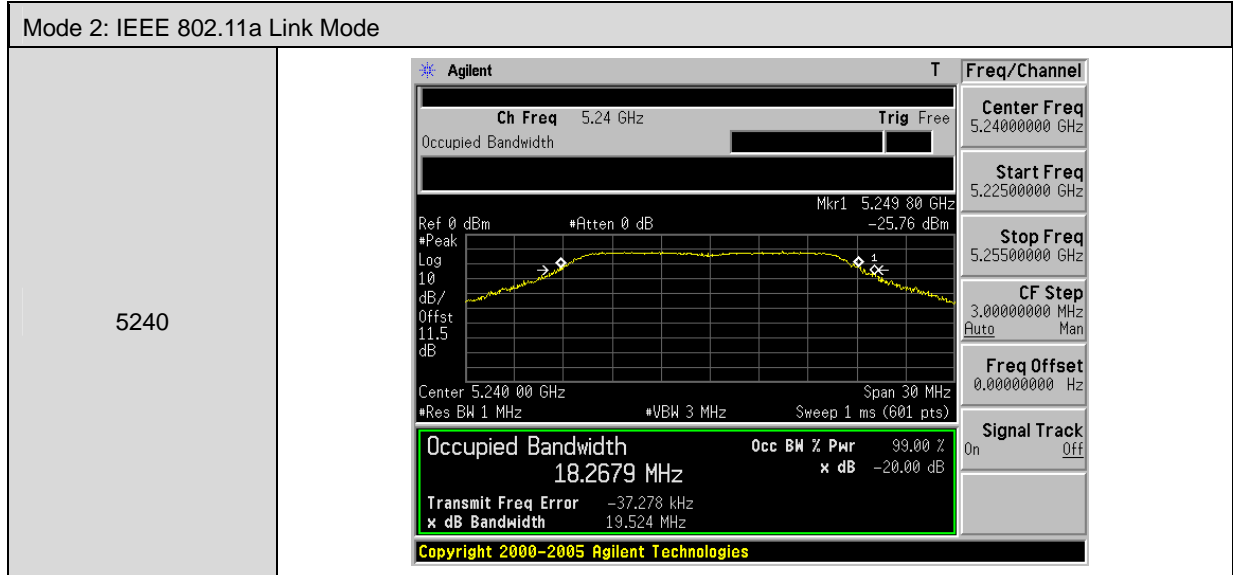 Mode 2: IEEE 802.11a Link Mode
5240
Agilent T
Ch Freq 5.24 GHz Trig Free
Occupied Bandwidth
Mkr1 5.249 80 GHz
Ref 0 dBm #Atten 0 dB -25.76 dBm
#Peak
Log
10
dB/
Offst
11.5
dB
1
Center 5.240 00 GHz Span 30 MHz
#Res BW 1 MHz #VBW 3 MHz Sweep 1 ms (601 pts)
Occupied Bandwidth Occ BW % Pwr 99.00 %
18.2679 MHz x dB -20.00 dB
Transmit Freq Error -37.278 kHz
x dB Bandwidth 19.524 MHz
Copyright 2000-2005 Agilent Technologies
Freq/Channel
Center Freq
5.24000000 GHz
Start Freq
5.22500000 GHz
Stop Freq
5.25500000 GHz
CF Step
3.00000000 MHz
Auto Man
Freq Offset
0.00000000 Hz
Signal Track
On Off